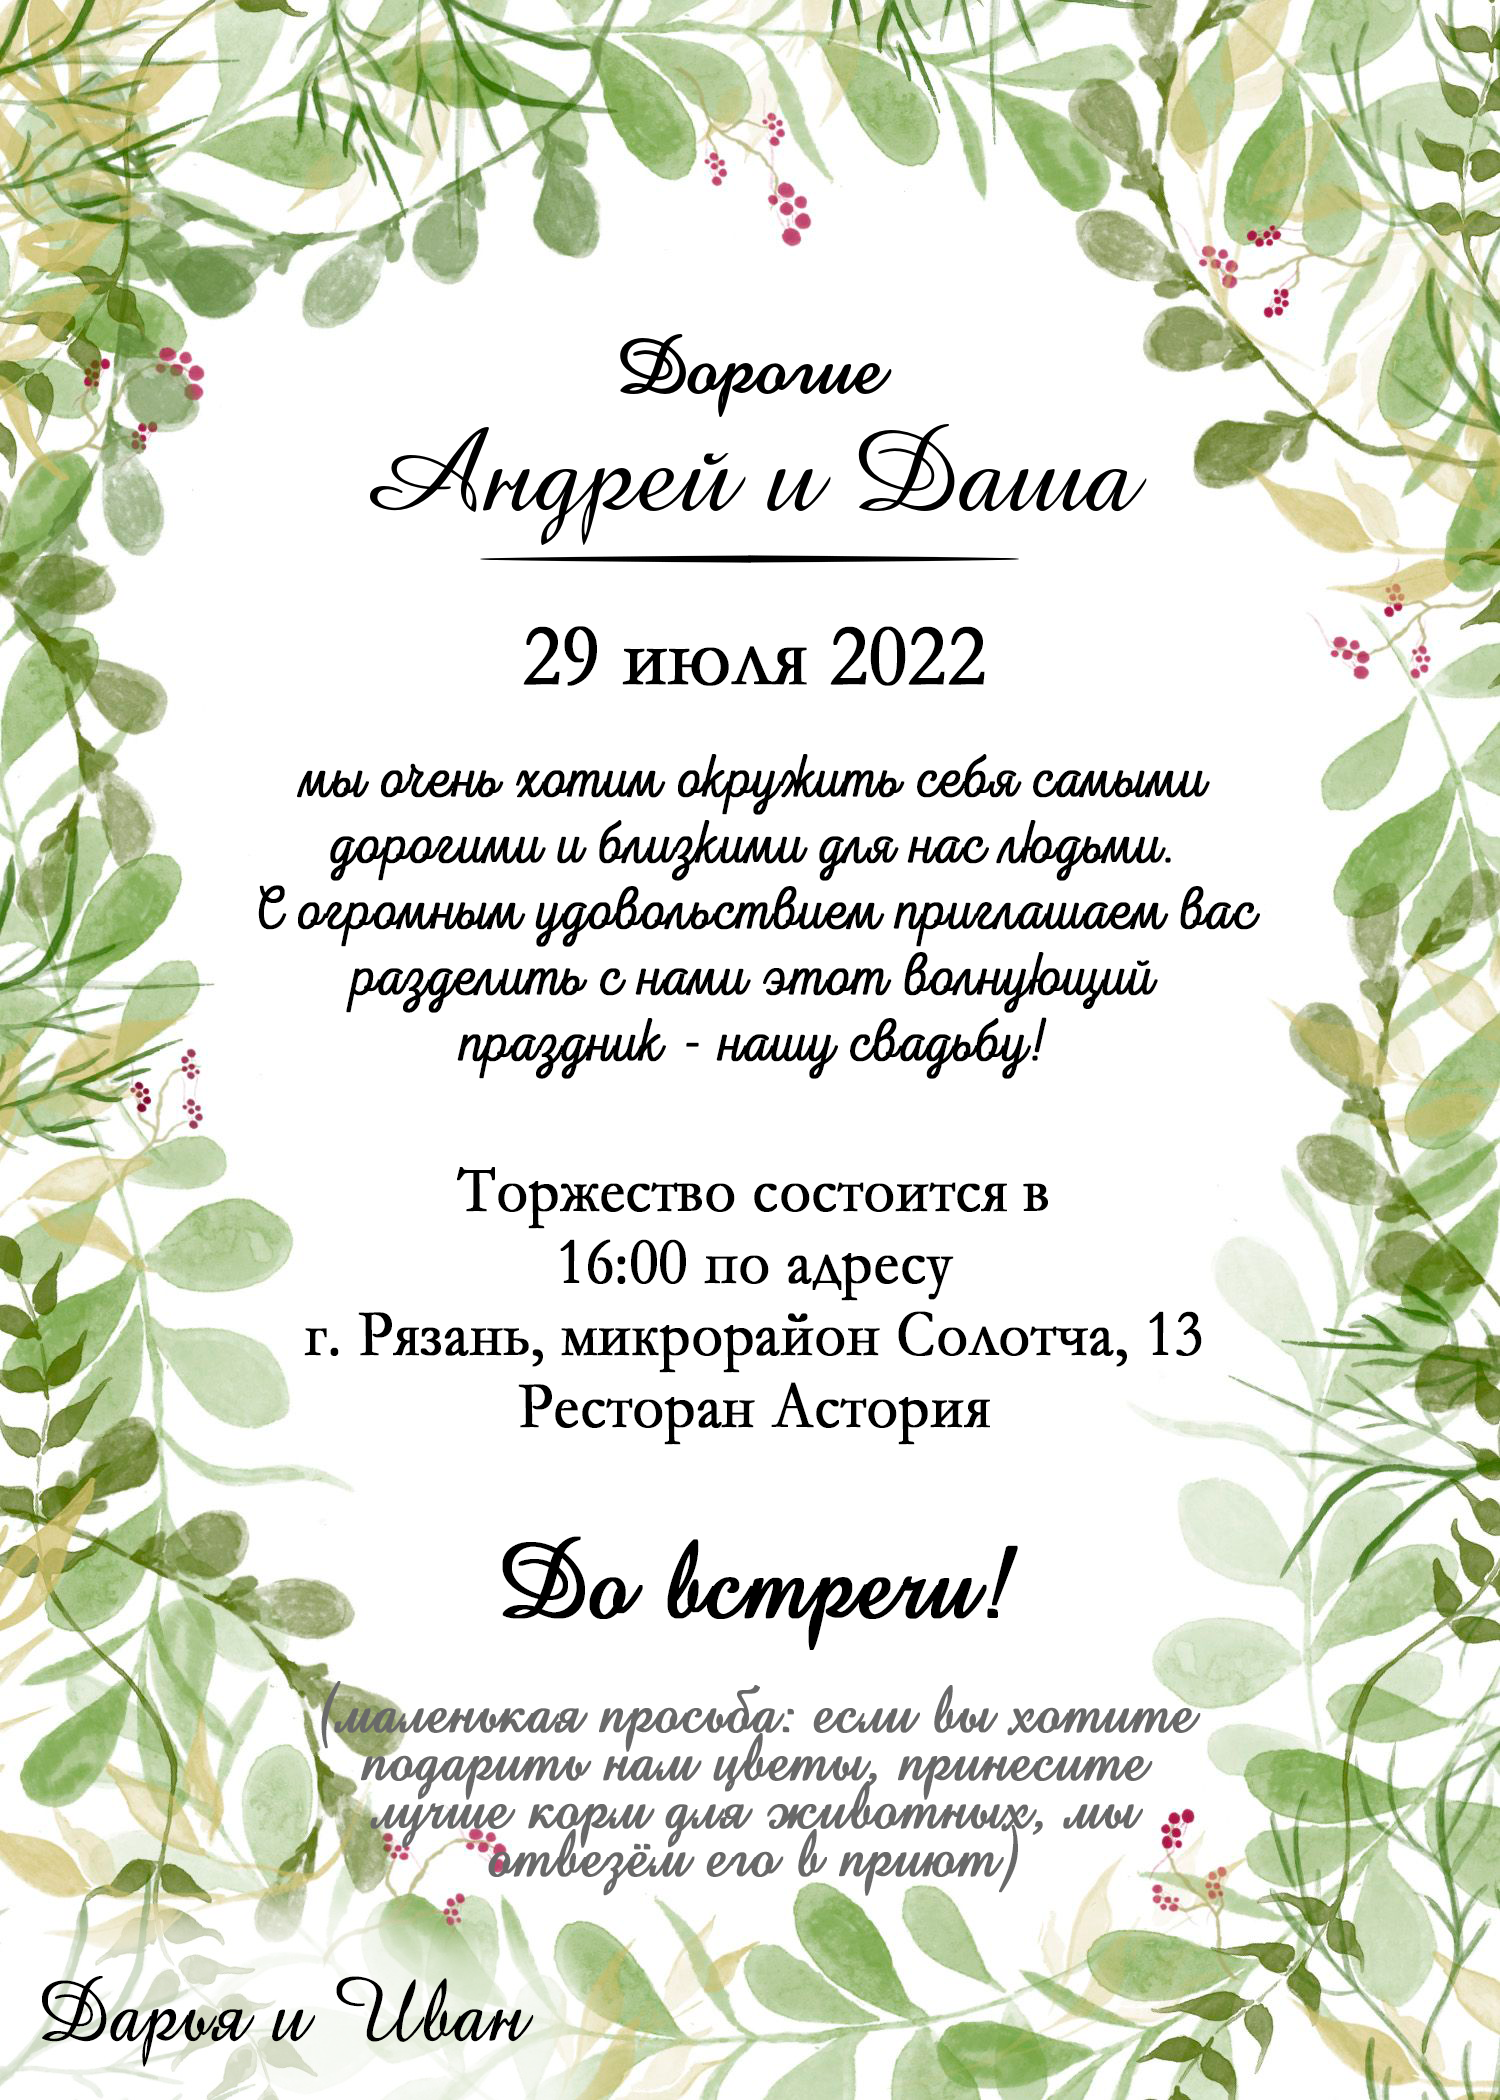 Дорогие
Андрей и Даша
29 июля 2022
мы очень хотим окружить себя самыми
дорогими и близкими для нас людьми.
С огромным удовольствием приглашаем вас
разделить с нами этот волнующий
праздник - нашу свадьбу!
Торжество состоится в
16:00 по адресу
г. Рязань, микрорайон Солотча, 13
Ресторан Астория
До встречи!
(маленькая просьба: если вы хотите
подарить нам цветы, принесите
лучше корм для животных, мы
отвезём его в приют)
Дарья и Иван